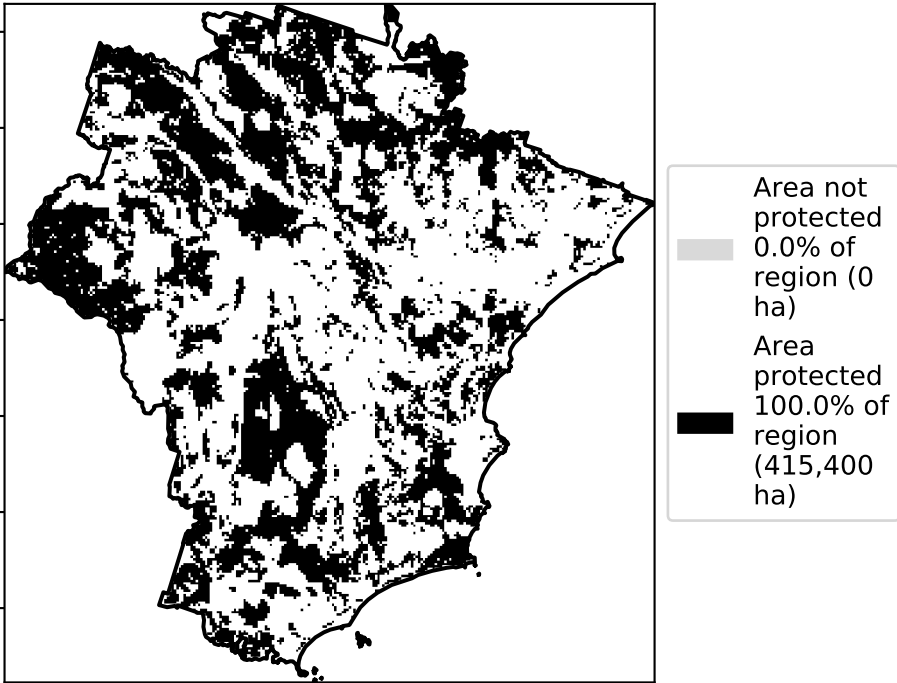 Area not
protected
0.0% of
region (0
ha)
Area
protected
100.0% of
region
(415,400
ha)